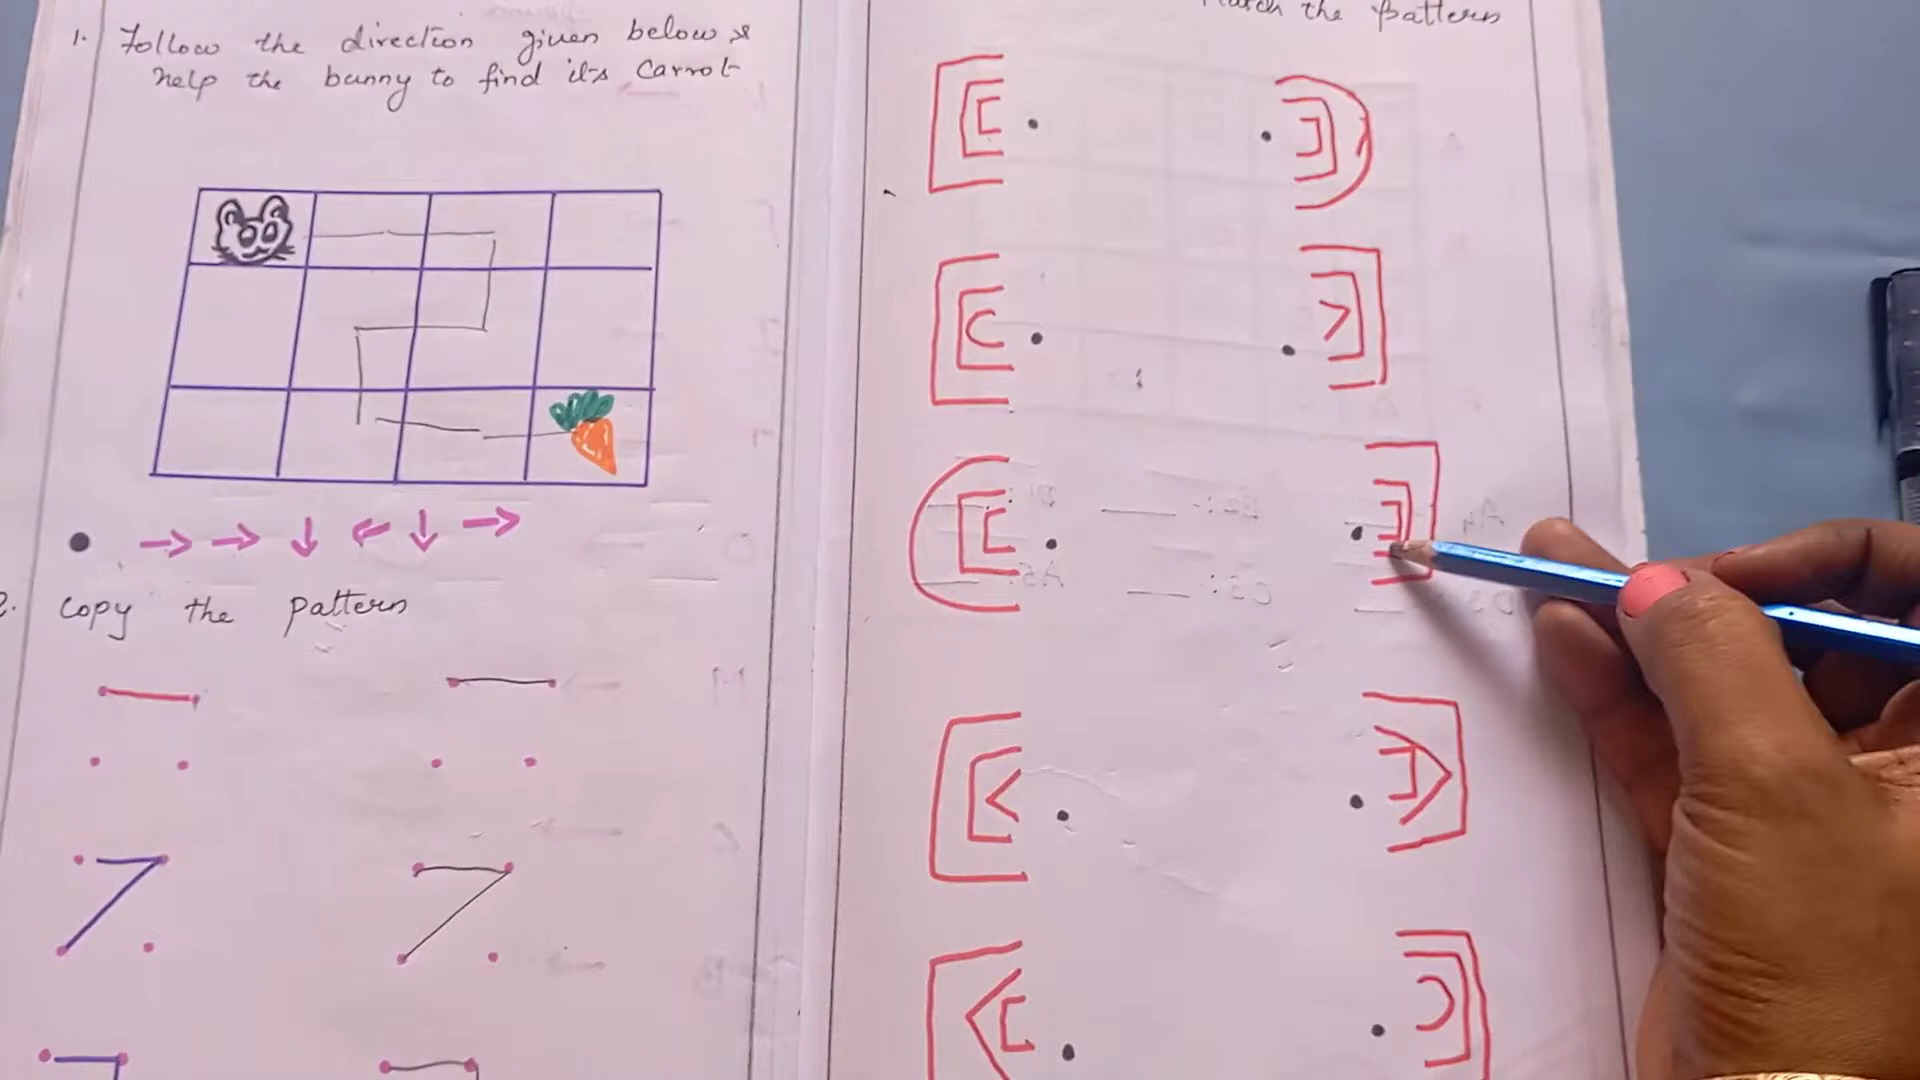 1. Follow the direction given below &
help the bunny to find it's Carrot
→ → ↓ ← ↓ →
2. Copy the pattern
Match the pattern